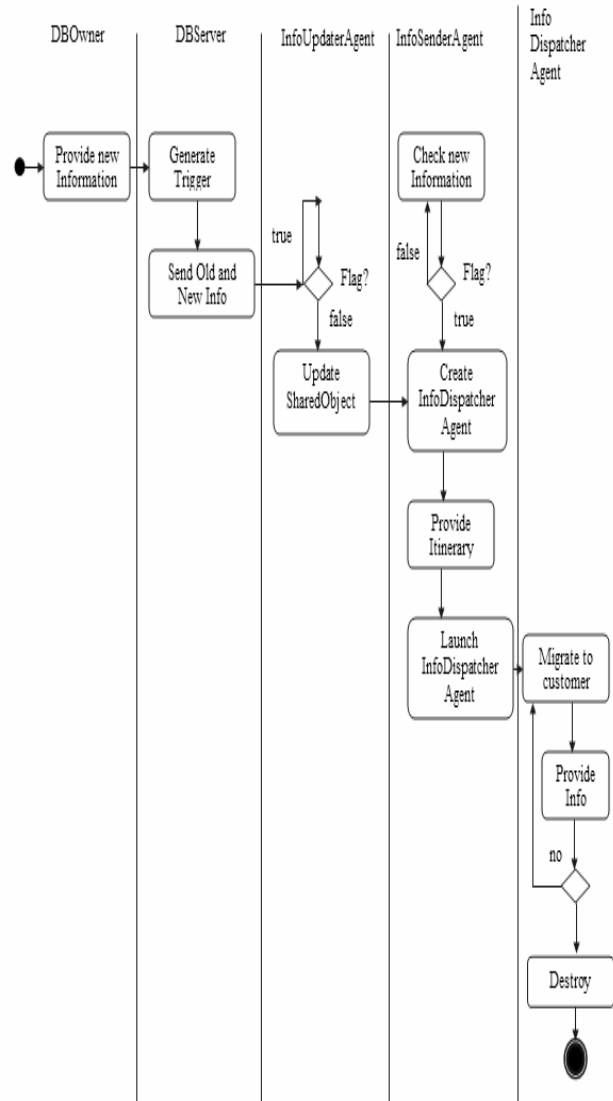 DBOwner
DBServer
InfoUpdaterAgent
InfoSenderAgent
Info
Dispatcher
Agent
Provide new
Information
Generate
Trigger
Check new
Information
true
false
Send Old and
New Info
Flag?
Flag?
false
true
Update
SharedObject
Create
InfoDispatcher
Agent
Provide
Itinerary
Launch
InfoDispatcher
Agent
Migrate to
customer
Provide
Info
no
Destroy